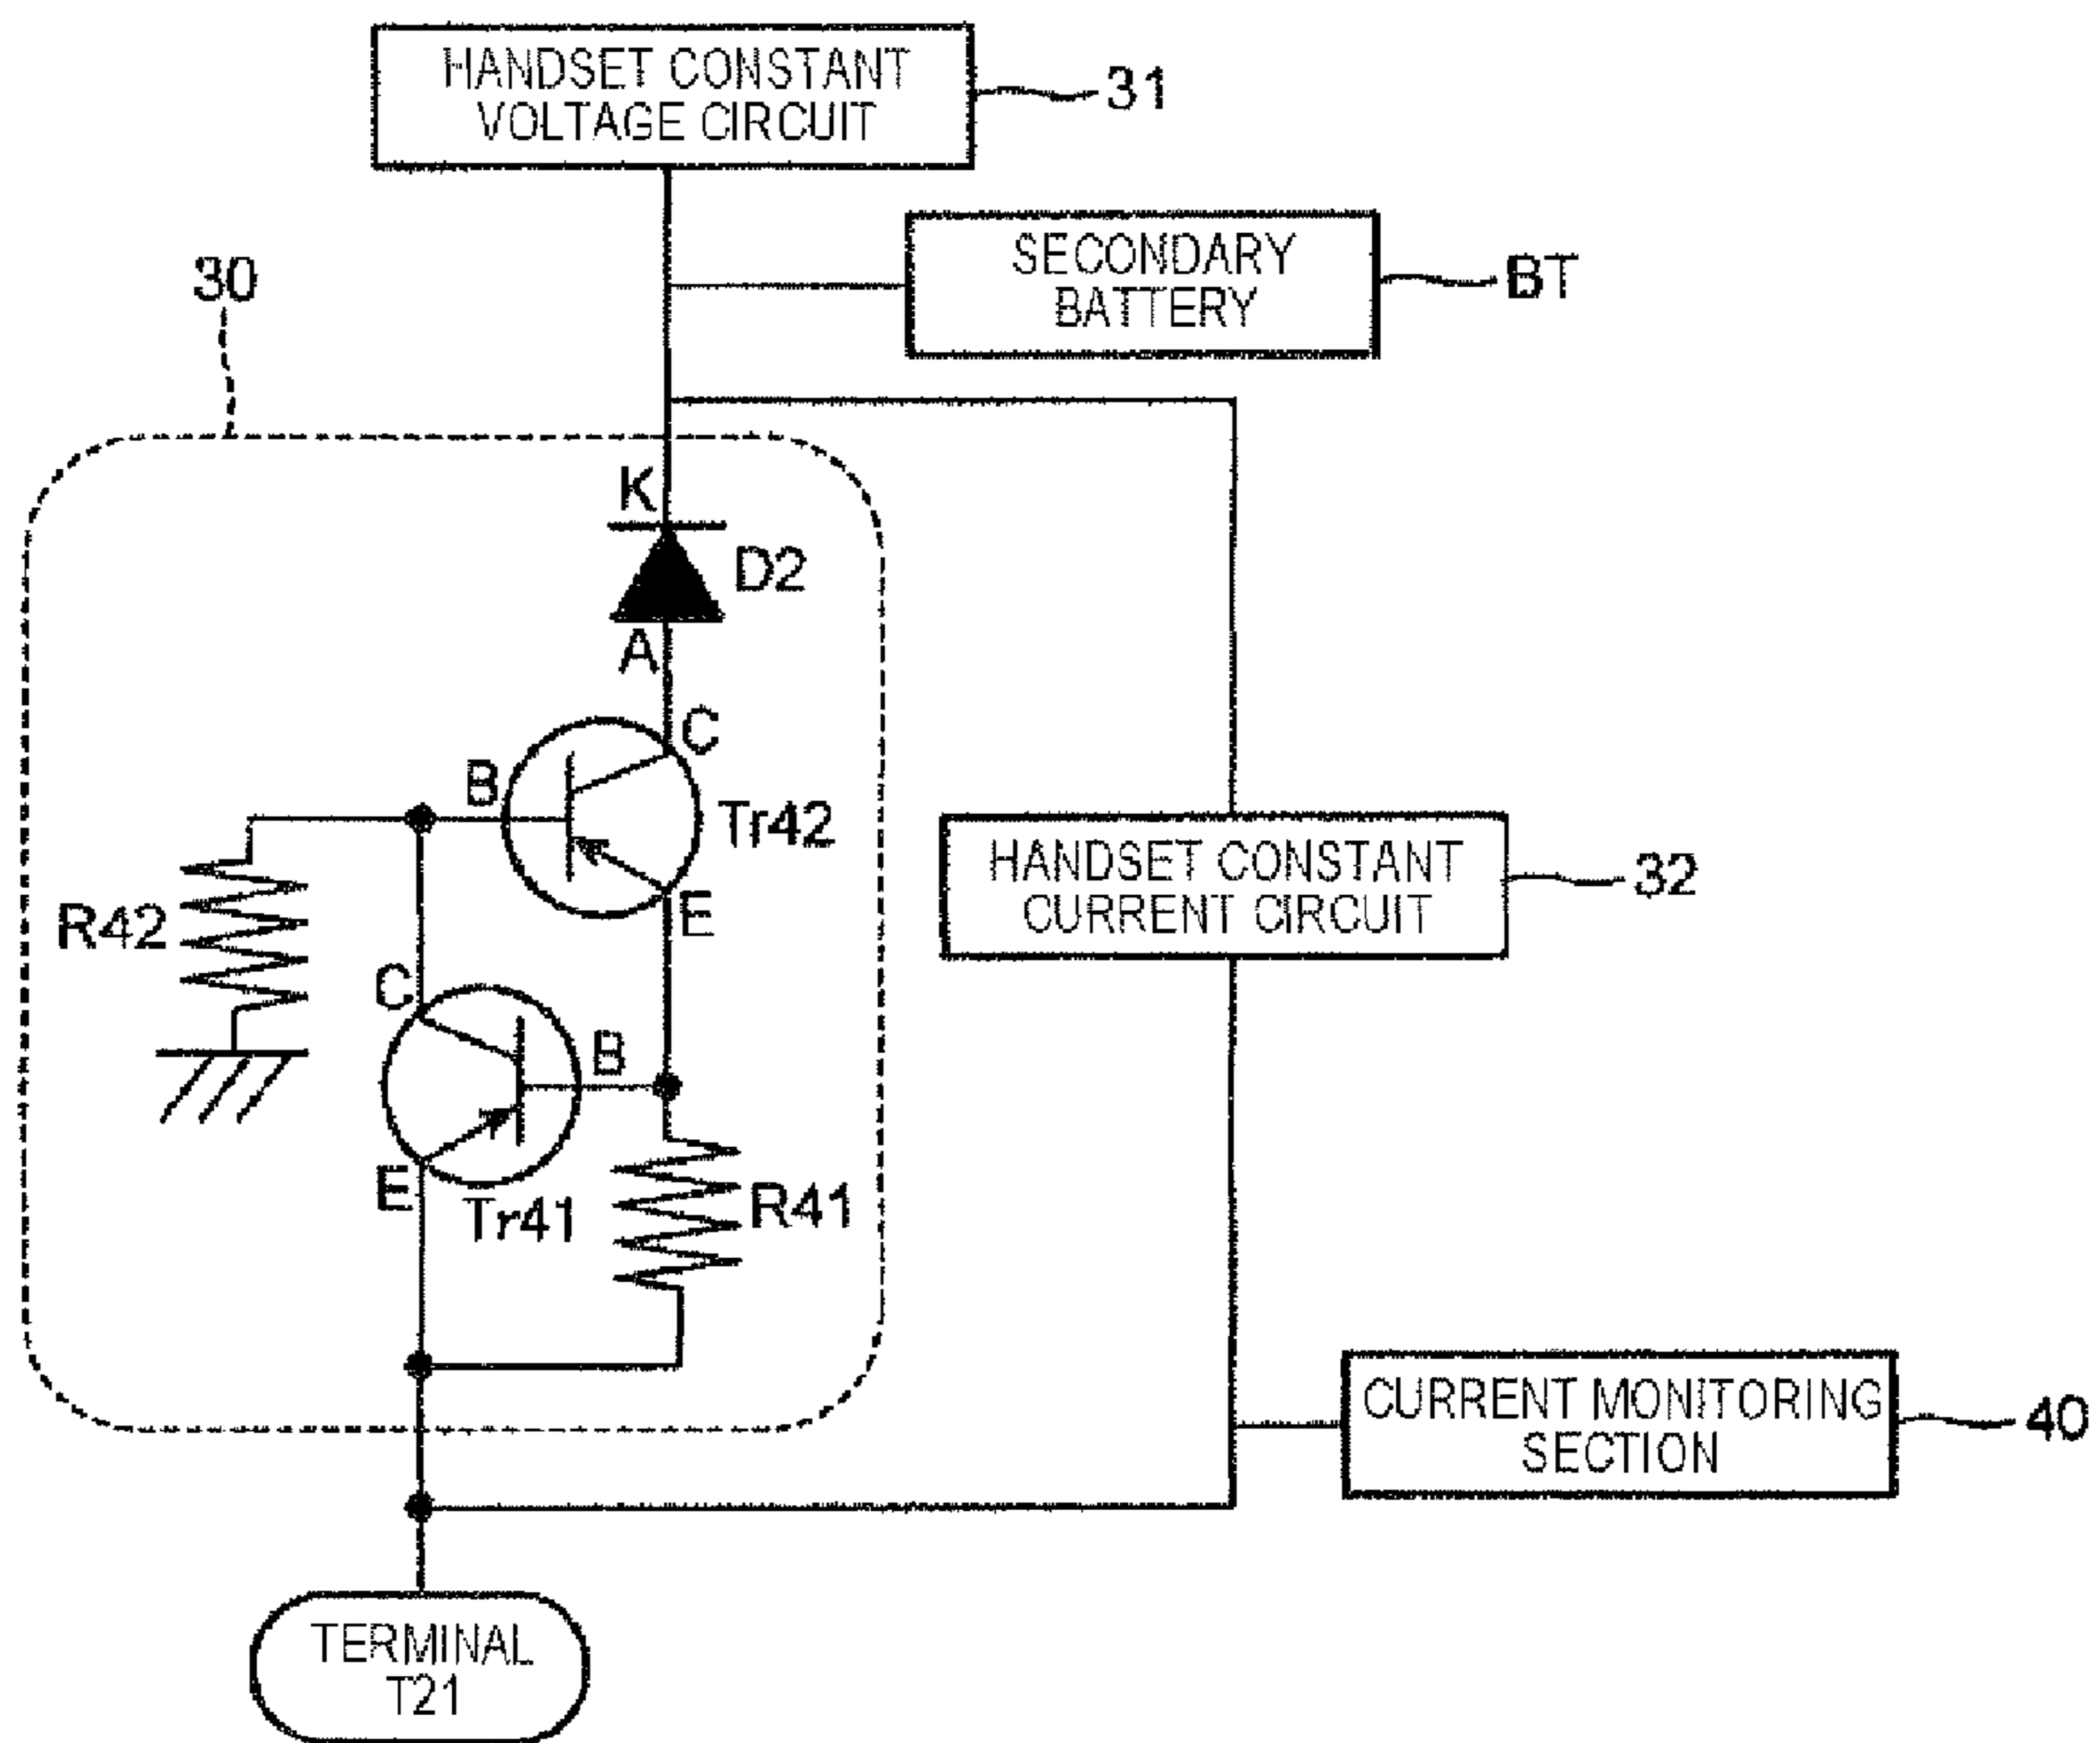 HANDSET CONSTANT
VOLTAGE CIRCUIT
31
SECONDARY
BATTERY
BT
30
K
D2
A
C
B
Tr42
E
R42
HANDSET CONSTANT
CURRENT CIRCUIT
32
C
B
E
Tr41
R41
CURRENT MONITORING
SECTION
40
TERMINAL
T21